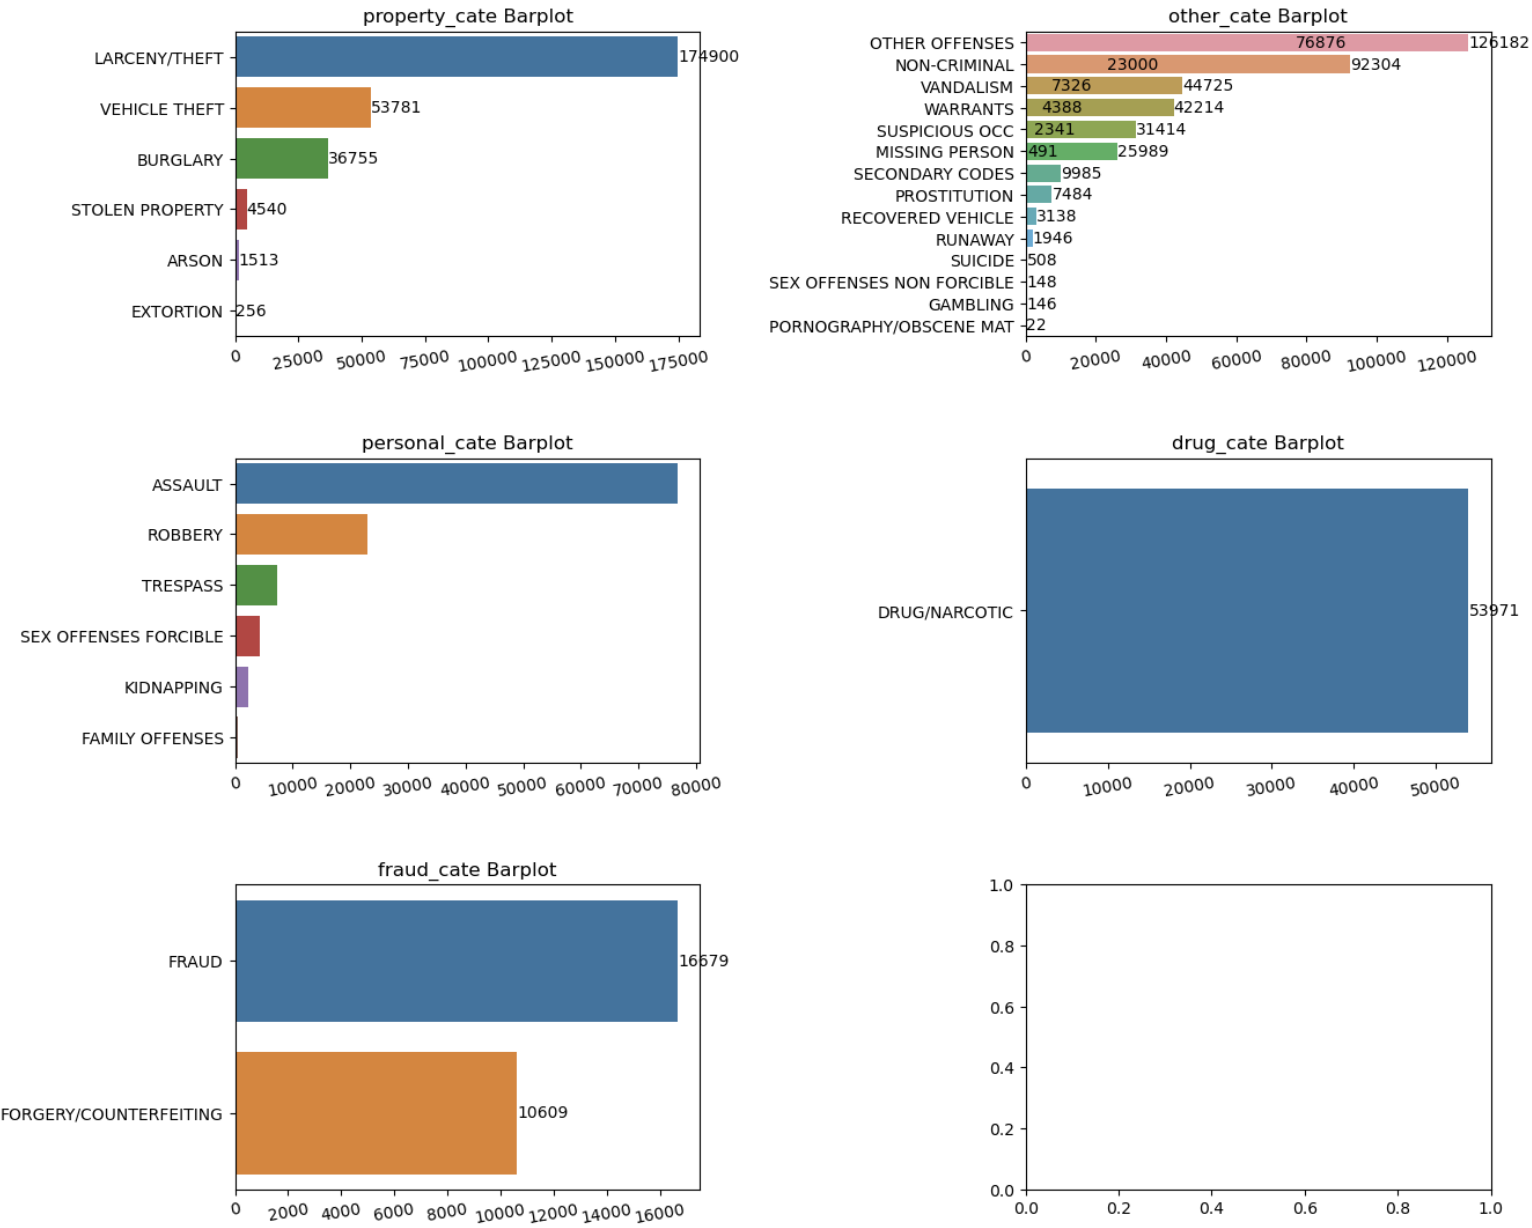 property_cate Barplot
LARCENY/THEFT 174900
VEHICLE THEFT 53781
BURGLARY 36755
STOLEN PROPERTY 4540
ARSON 1513
EXTORTION 256
0 25000 50000 75000 100000 125000 150000 175000
other_cate Barplot
OTHER OFFENSES 76876 126182
NON-CRIMINAL 23000 92304
VANDALISM 7326 44725
WARRANTS 4388 42214
SUSPICIOUS OCC 2341 31414
MISSING PERSON 491 25989
SECONDARY CODES 9985
PROSTITUTION 7484
RECOVERED VEHICLE 3138
RUNAWAY 1946
SUICIDE 508
SEX OFFENSES NON FORCIBLE 148
GAMBLING 146
PORNOGRAPHY/OBSCENE MAT 22
0 20000 40000 60000 80000 100000 120000
personal_cate Barplot
ASSAULT
ROBBERY
TRESPASS
SEX OFFENSES FORCIBLE
KIDNAPPING
FAMILY OFFENSES
0 10000 20000 30000 40000 50000 60000 70000 80000
drug_cate Barplot
DRUG/NARCOTIC 53971
0 10000 20000 30000 40000 50000
fraud_cate Barplot
FRAUD 16679
FORGERY/COUNTERFEITING 10609
0 2000 4000 6000 8000 10000 12000 14000 16000
1.0
0.8
0.6
0.4
0.2
0.0
0.0 0.2 0.4 0.6 0.8 1.0